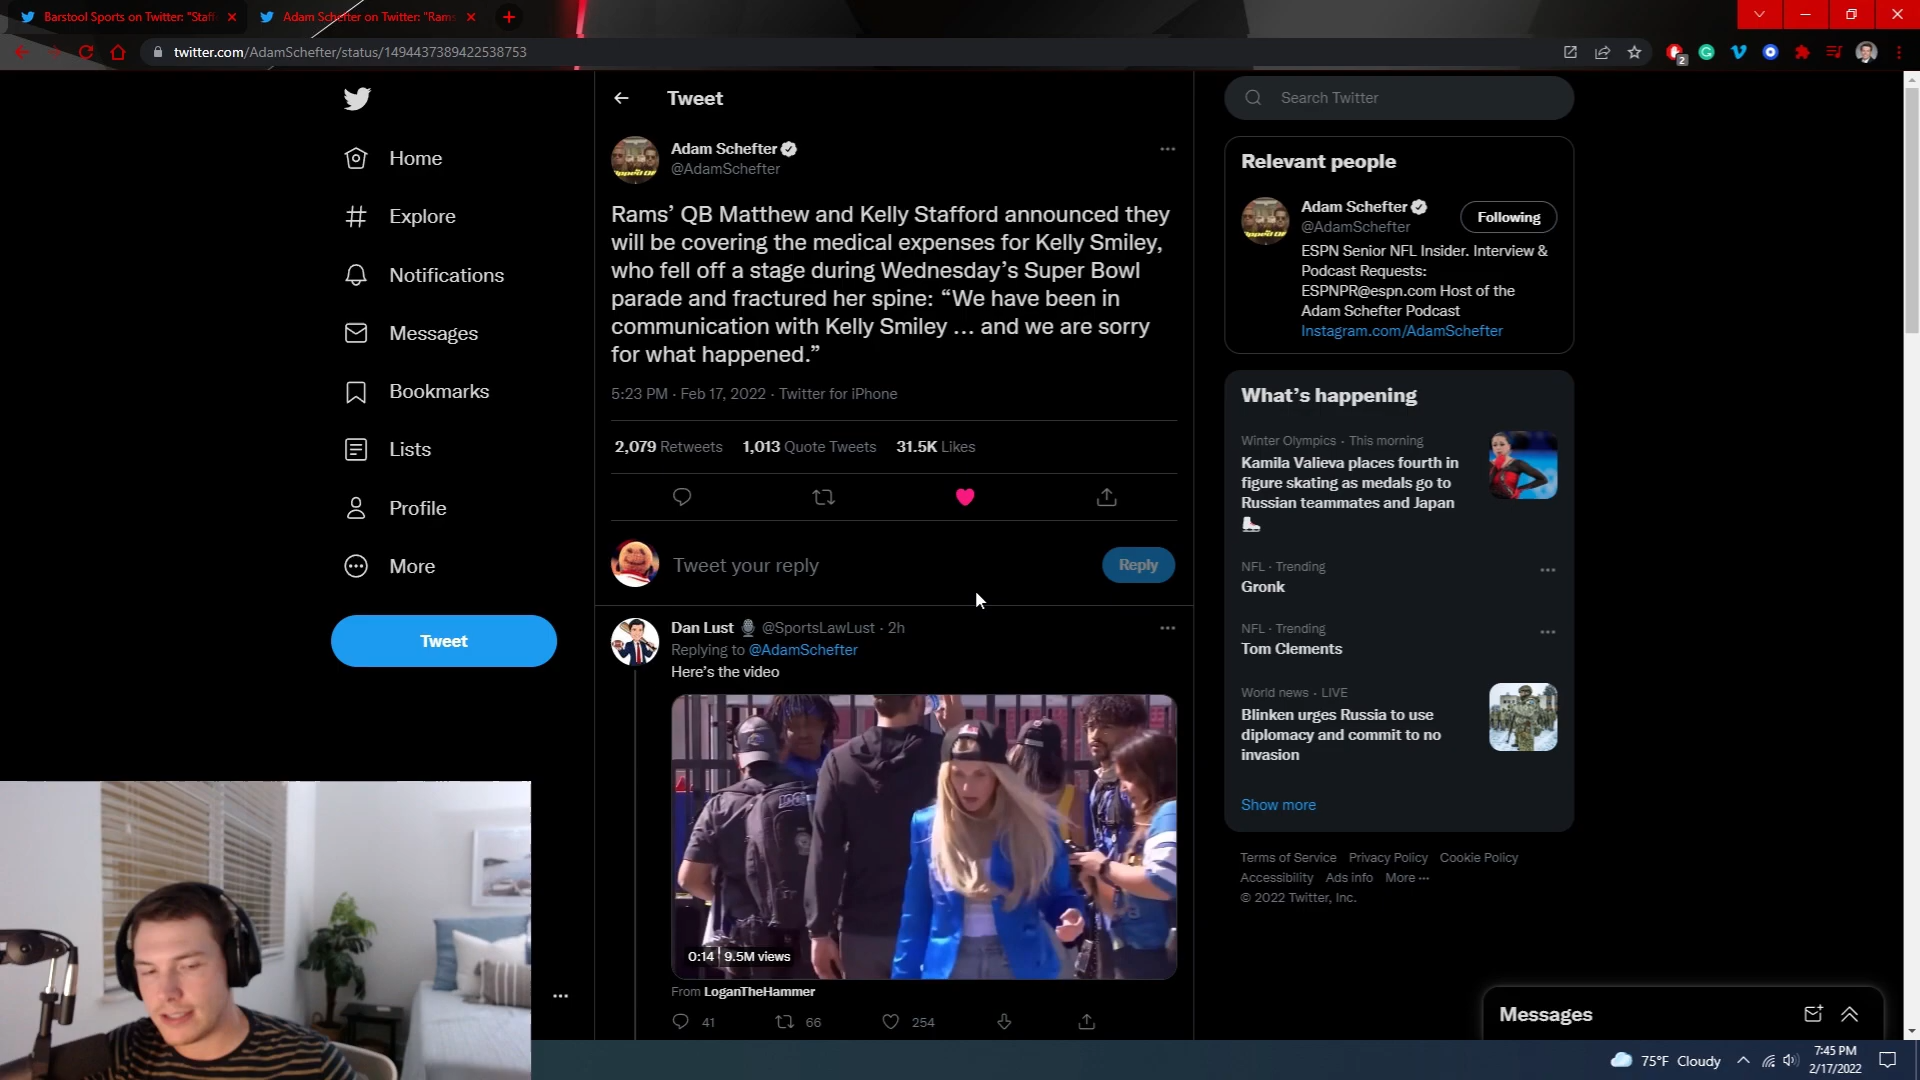 Barstool Sports on Twitter: "Staff
Adam Schefter on Twitter: "Rams
twitter.com/AdamSchefter/status/1494437389422538753
2
Home
Explore
Notifications
Messages
Bookmarks
Lists
Profile
More
Tweet
Tweet
Adam Schefter
@AdamSchefter
Rams’ QB Matthew and Kelly Stafford announced they
will be covering the medical expenses for Kelly Smiley,
who fell off a stage during Wednesday’s Super Bowl
parade and fractured her spine: “We have been in
communication with Kelly Smiley … and we are sorry
for what happened.”
5:23 PM · Feb 17, 2022 · Twitter for iPhone
2,079 Retweets 1,013 Quote Tweets 31.5K Likes
Tweet your reply
Reply
Dan Lust @SportsLawLust · 2h
Replying to @AdamSchefter
Here’s the video
0:14 9.5M views
From LoganTheHammer
41 66 254
Search Twitter
Relevant people
Adam Schefter
@AdamSchefter
Following
ESPN Senior NFL Insider. Interview &
Podcast Requests:
ESPNPR@espn.com Host of the
Adam Schefter Podcast
Instagram.com/AdamSchefter
What’s happening
Winter Olympics · This morning
Kamila Valieva places fourth in
figure skating as medals go to
Russian teammates and Japan
NFL · Trending
Gronk
NFL · Trending
Tom Clements
World news · LIVE
Blinken urges Russia to use
diplomacy and commit to no
invasion
Show more
Terms of Service Privacy Policy Cookie Policy
Accessibility Ads info More ···
© 2022 Twitter, Inc.
Messages
75°F Cloudy
7:45 PM
2/17/2022